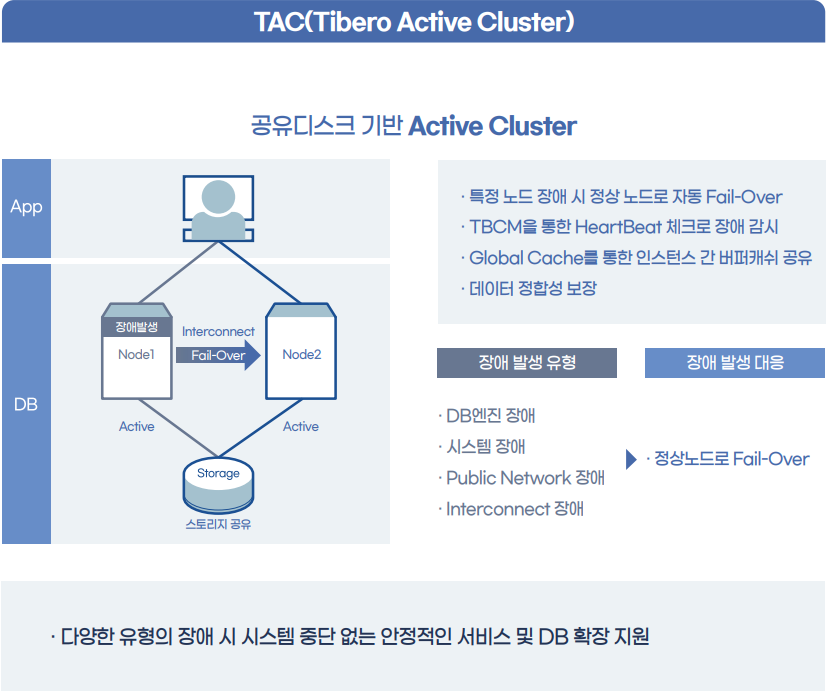 TAC(Tibero Active Cluster)
공유디스크 기반 Active Cluster
App
DB
장애발생
Node1
Interconnect
Fail-Over
Node2
Active
Active
Storage
스토리지 공유
· 특정 노드 장애 시 정상 노드로 자동 Fail-Over
· TBCM을 통한 HeartBeat 체크로 장애 감시
· Global Cache를 통한 인스턴스 간 버퍼캐쉬 공유
· 데이터 정합성 보장
장애 발생 유형
· DB엔진 장애
· 시스템 장애
· Public Network 장애
· Interconnect 장애
장애 발생 대응
· 정상노드로 Fail-Over
· 다양한 유형의 장애 시 시스템 중단 없는 안정적인 서비스 및 DB 확장 지원